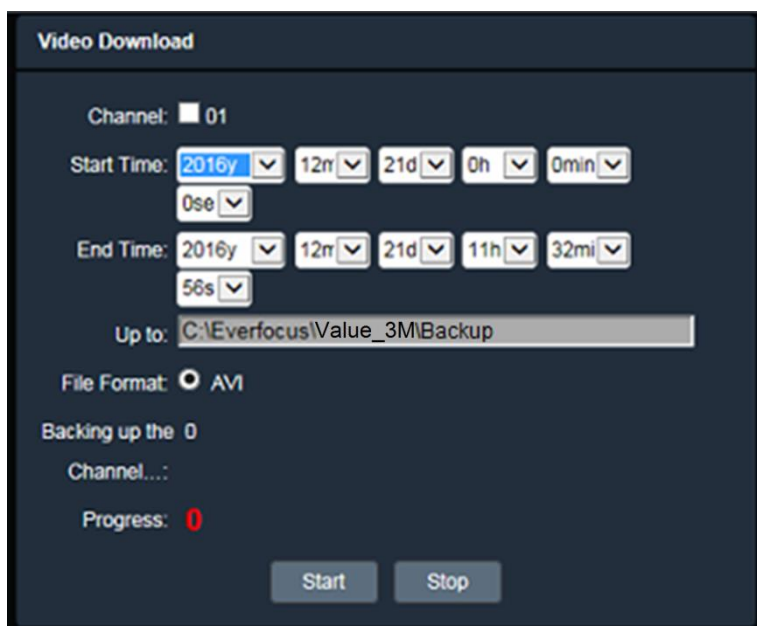 Video Download
Channel: 01
Start Time: 2016y 12m 21d 0h 0min
0se
End Time: 2016y 12m 21d 11h 32mi
56s
Up to: C:\Everfocus\Value_3M\Backup
File Format: AVI
Backing up the 0
Channel...:
Progress: 0
Start Stop